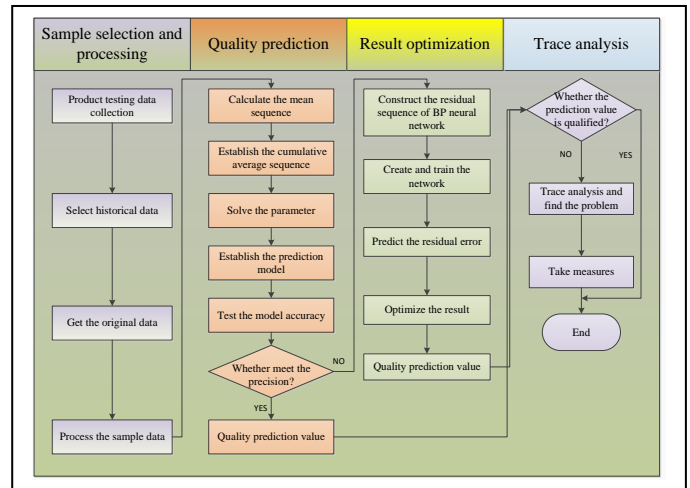 Sample selection and
processing
Quality prediction
Result optimization
Trace analysis
Product testing data
collection
Select historical data
Get the original data
Process the sample data
Calculate the mean
sequence
Establish the cumulative
average sequence
Solve the parameter
Establish the prediction
model
Test the model accuracy
Whether meet the
precision?
NO
YES
Quality prediction value
Construct the residual
sequence of BP neural
network
Create and train the
network
Predict the residual error
Optimize the result
Quality prediction value
Whether the
prediction value
is qualified?
NO
YES
Trace analysis and
find the problem
Take measures
End